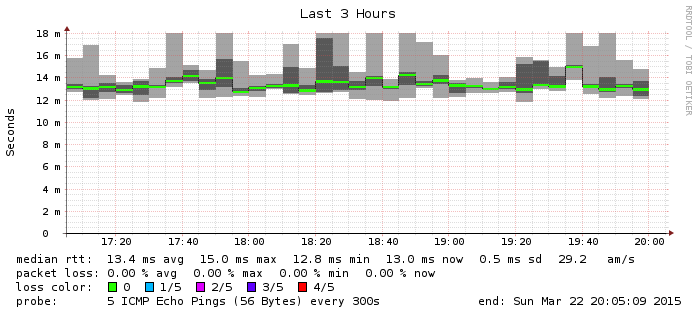 Last 3 Hours
RRDTOOL / TOBI OETIKER
Seconds
18 m
16 m
14 m
12 m
10 m
8 m
6 m
4 m
2 m
0
17:20 17:40 18:00 18:20 18:40 19:00 19:20 19:40 20:00
median rtt: 13.4 ms avg 15.0 ms max 12.8 ms min 13.0 ms now 0.5 ms sd 29.2 am/s
packet loss: 0.00 % avg 0.00 % max 0.00 % min 0.00 % now
loss color: 0 1/5 2/5 3/5 4/5
probe: 5 ICMP Echo Pings (56 Bytes) every 300s end: Sun Mar 22 20:05:09 2015